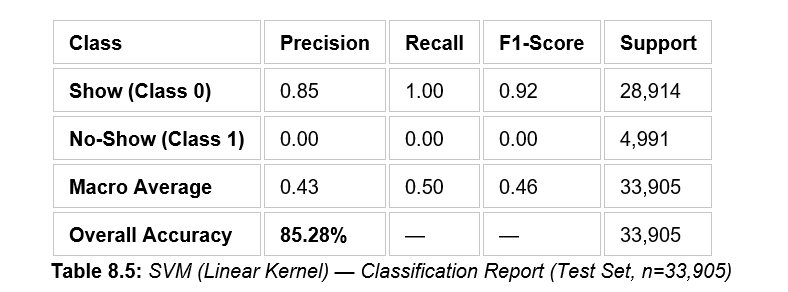 Class Precision Recall F1-Score Support
Show (Class 0) 0.85 1.00 0.92 28,914
No-Show (Class 1) 0.00 0.00 0.00 4,991
Macro Average 0.43 0.50 0.46 33,905
Overall Accuracy 85.28% — — 33,905
Table 8.5: SVM (Linear Kernel) — Classification Report (Test Set, n=33,905)